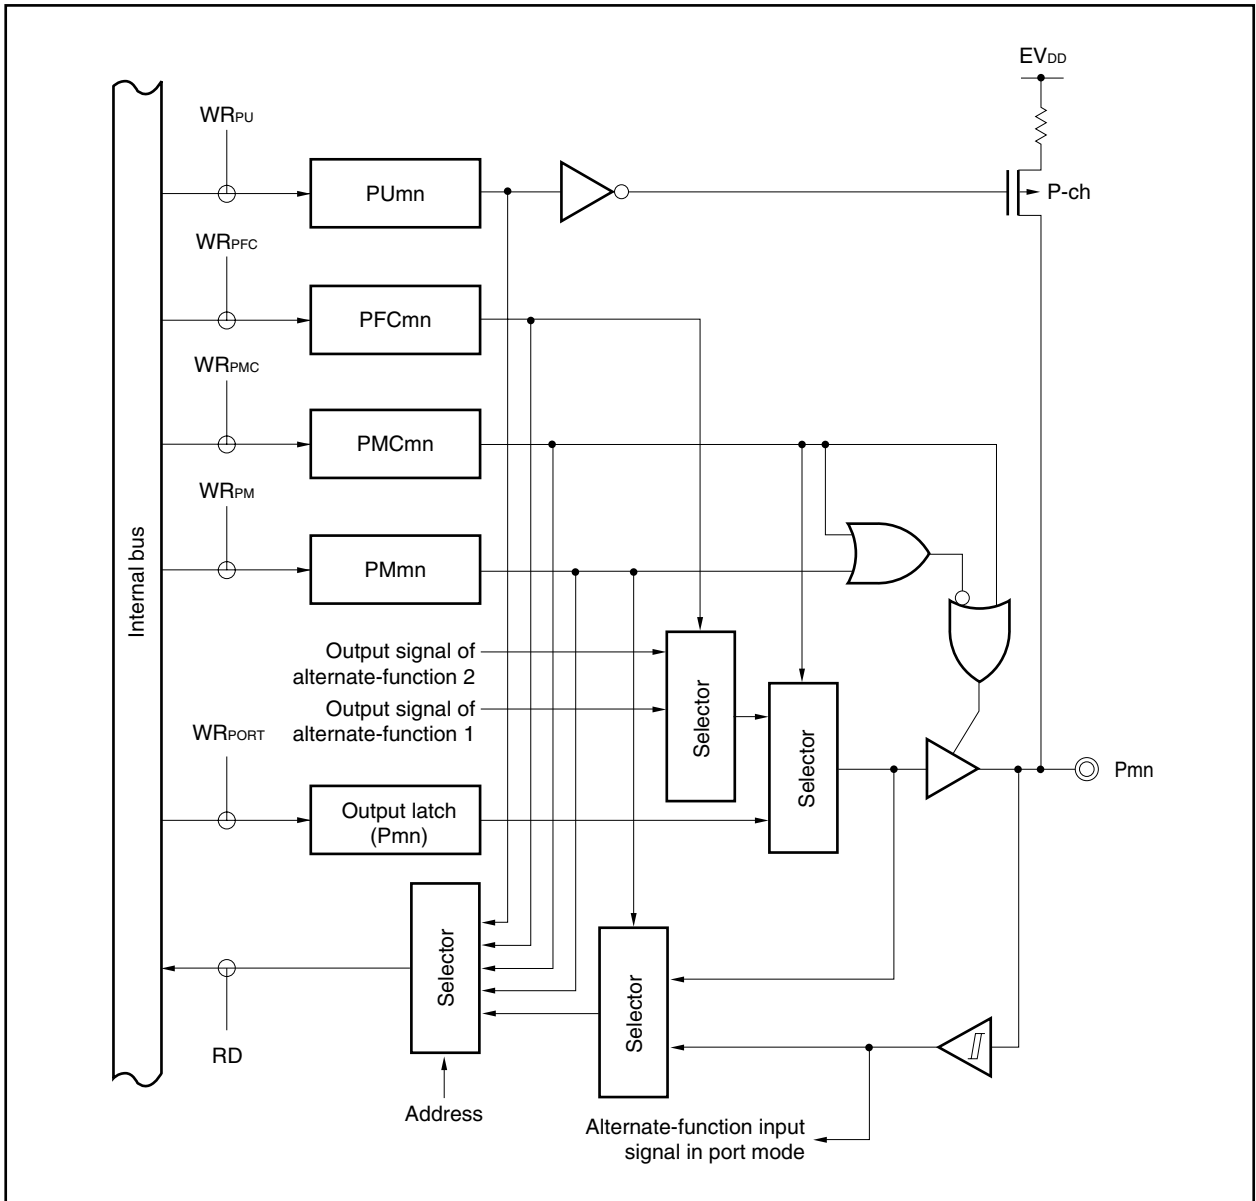 EVDD
WRPU
PUmn
P-ch
WRPFC
PFCmn
WRPMC
PMCmn
WRPM
PMmn
Internal bus
Output signal of
alternate-function 2
Output signal of
alternate-function 1
Selector
Selector
WRPORT
Output latch
(Pmn)
Pmn
Selector
Selector
RD
Address
Alternate-function input
signal in port mode